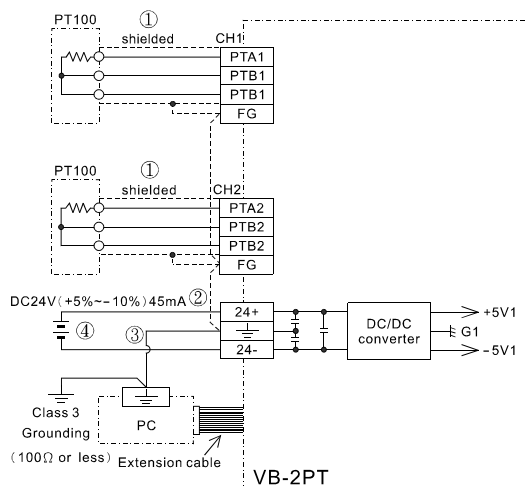 PT100
①
shielded
CH1
PTA1
PTB1
PTB1
FG
PT100
①
shielded
CH2
PTA2
PTB2
PTB2
FG
DC24V(+5%~−10%)45mA ②
24+
24-
④
③
DC/DC
converter
+5V1
G1
−5V1
Class 3
Grounding
(100Ω or less)
PC
Extension cable
VB-2PT